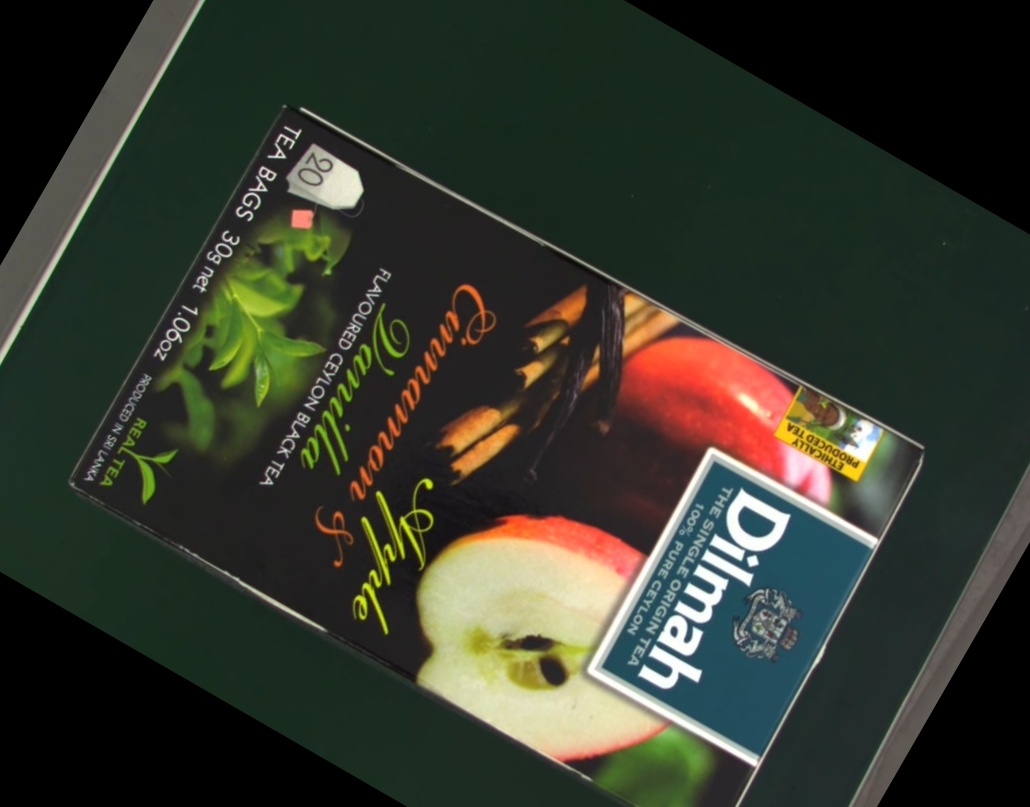 Dilmah
THE SINGLE ORIGIN TEA
100% PURE CEYLON
ETHICALLY
PRODUCED TEA
Cinnamon &
Vanilla Apple
FLAVOURED CEYLON BLACK TEA
20
TEA BAGS 30g net 1.06oz
REAL TEA
PRODUCED IN SRI LANKA